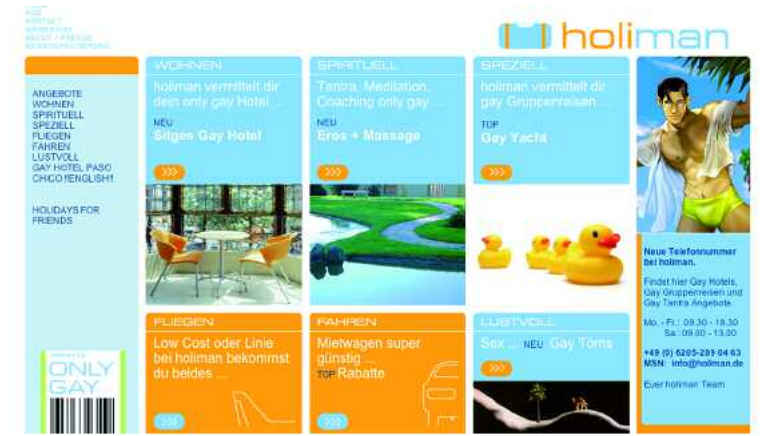 AGB
KONTAKT
IMPRESSUM
holiman
ANGEBOTE
WOHNEN
SPIRITUELL
SPEZIELL
FLIEGEN
FAHREN
LUSTVOLL
GAY HOTEL PASO
CHICO !!ENGLISH!!
HOLIDAYS FOR
FRIENDS
ONLY
GAY
WOHNEN
holiman vermittelt dir
dein only gay Hotel ...
NEU
Sitges Gay Hotel
>>>
SPIRITUELL
Tantra, Meditation,
Coaching only gay ...
NEU
Eros + Massage
>>>
SPEZIELL
holiman vermittelt dir
gay Gruppenreisen ...
TOP
Gay Yacht
>>>
FLIEGEN
Low Cost oder Linie
bei holiman bekommst
du beides ...
>>>
FAHREN
Mietwagen super
günstig ...
TOP Rabatte
>>>
LUSTVOLL
Sex ... NEU Gay Törns
>>>
Neue Telefonnummer
bei holiman.
Findet hier Gay Hotels,
Gay Gruppenreisen und
Gay Tantra Angebote.
Mo. - Fr.: 09.30 - 18.30
Sa.: 09.00 - 13.00
+49 (0) 6205-289 04 63
MSN: info@holiman.de
Euer holiman Team